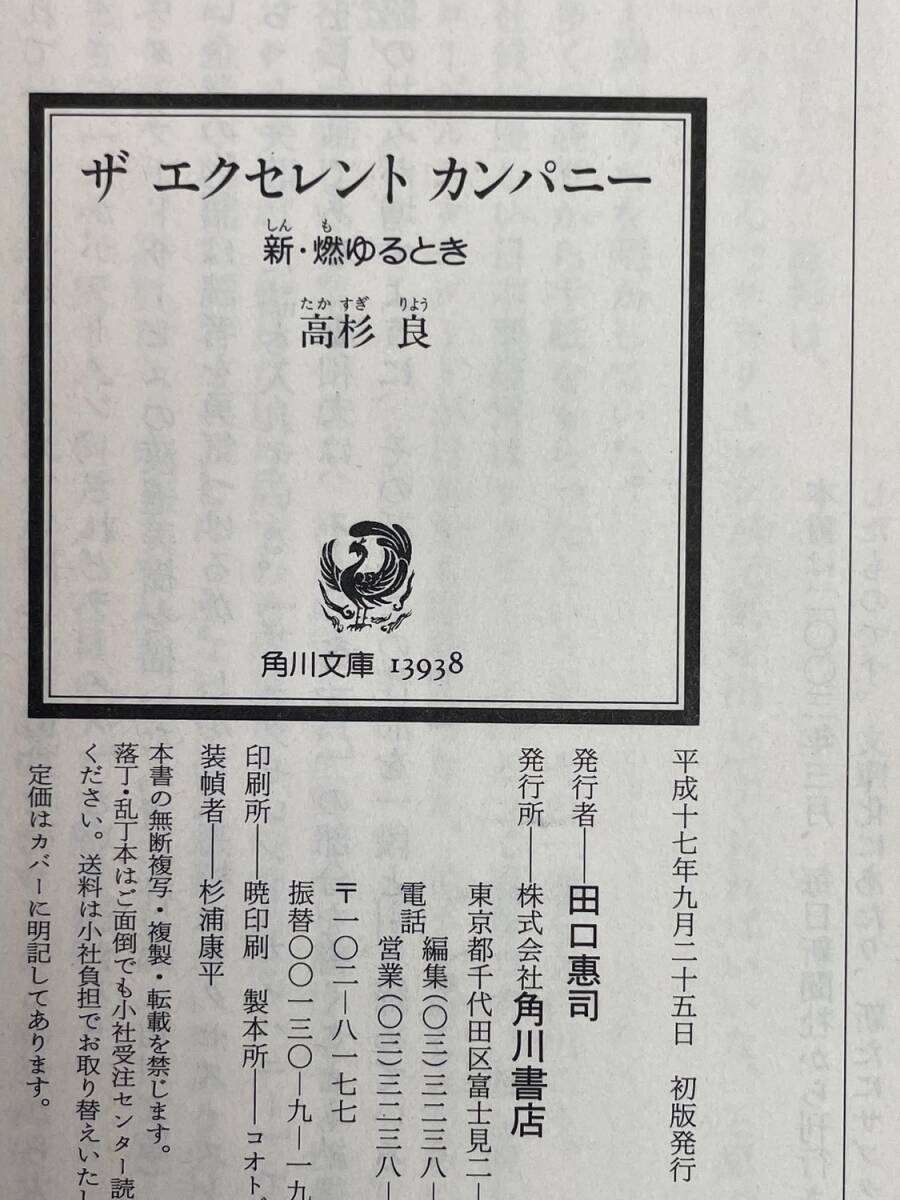 ザ エクセレント カンパニー
しん も
新・燃ゆるとき
たか すぎ りょう
高杉 良
角川文庫 13938
平成十七年九月二十五日 初版発行
発行者――田口惠司
発行所――株式会社角川書店
東京都千代田区富士見二―
電話 編集(〇三)三二三八―
営業(〇三)三二三八―
〒一〇二―八一七七
振替〇〇一三〇―九―一九
印刷所――暁印刷 製本所――コオト
装幀者――杉浦康平
本書の無断複写・複製・転載を禁じます。
落丁・乱丁本はご面倒でも小社受注センター読
ください。送料は小社負担でお取り替えいたし
定価はカバーに明記してあります。